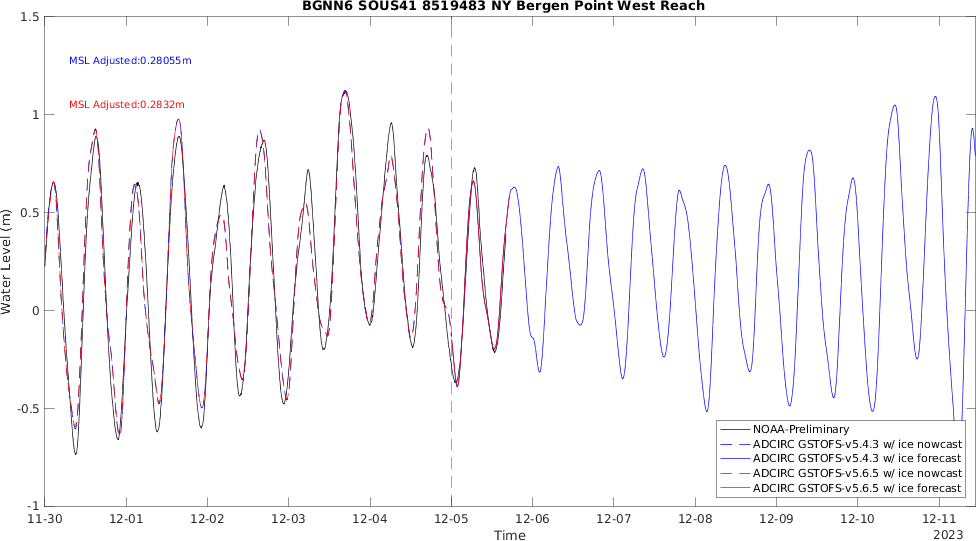 BGNN6 SOUS41 8519483 NY Bergen Point West Reach
1.5
MSL Adjusted:0.28055m
MSL Adjusted:0.2832m
1
0.5
Water Level (m)
0
-0.5
NOAA-Preliminary
ADCIRC GSTOFS-v5.4.3 w/ ice nowcast
ADCIRC GSTOFS-v5.4.3 w/ ice forecast
ADCIRC GSTOFS-v5.6.5 w/ ice nowcast
ADCIRC GSTOFS-v5.6.5 w/ ice forecast
-1
11-30 12-01 12-02 12-03 12-04 12-05 12-06 12-07 12-08 12-09 12-10 12-11
Time
2023